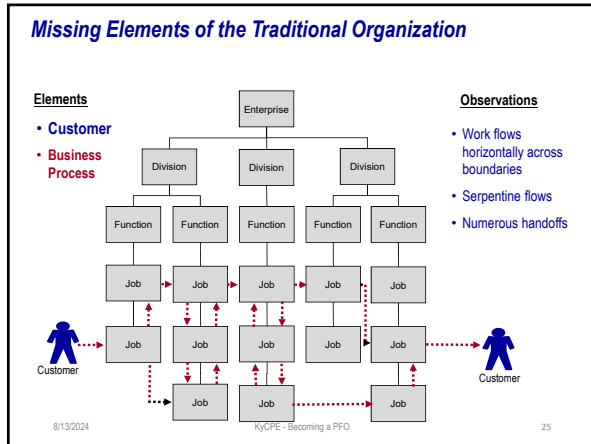 Missing Elements of the Traditional Organization
Elements
• Customer
• Business
Process
Enterprise
Division
Division
Division
Function
Function
Function
Function
Function
Job
Job
Job
Job
Job
Job
Job
Job
Job
Job
Job
Job
Job
Customer
Customer
Observations
• Work flows
horizontally across
boundaries
• Serpentine flows
• Numerous handoffs
8/13/2024
KyCPE - Becoming a PFO
25